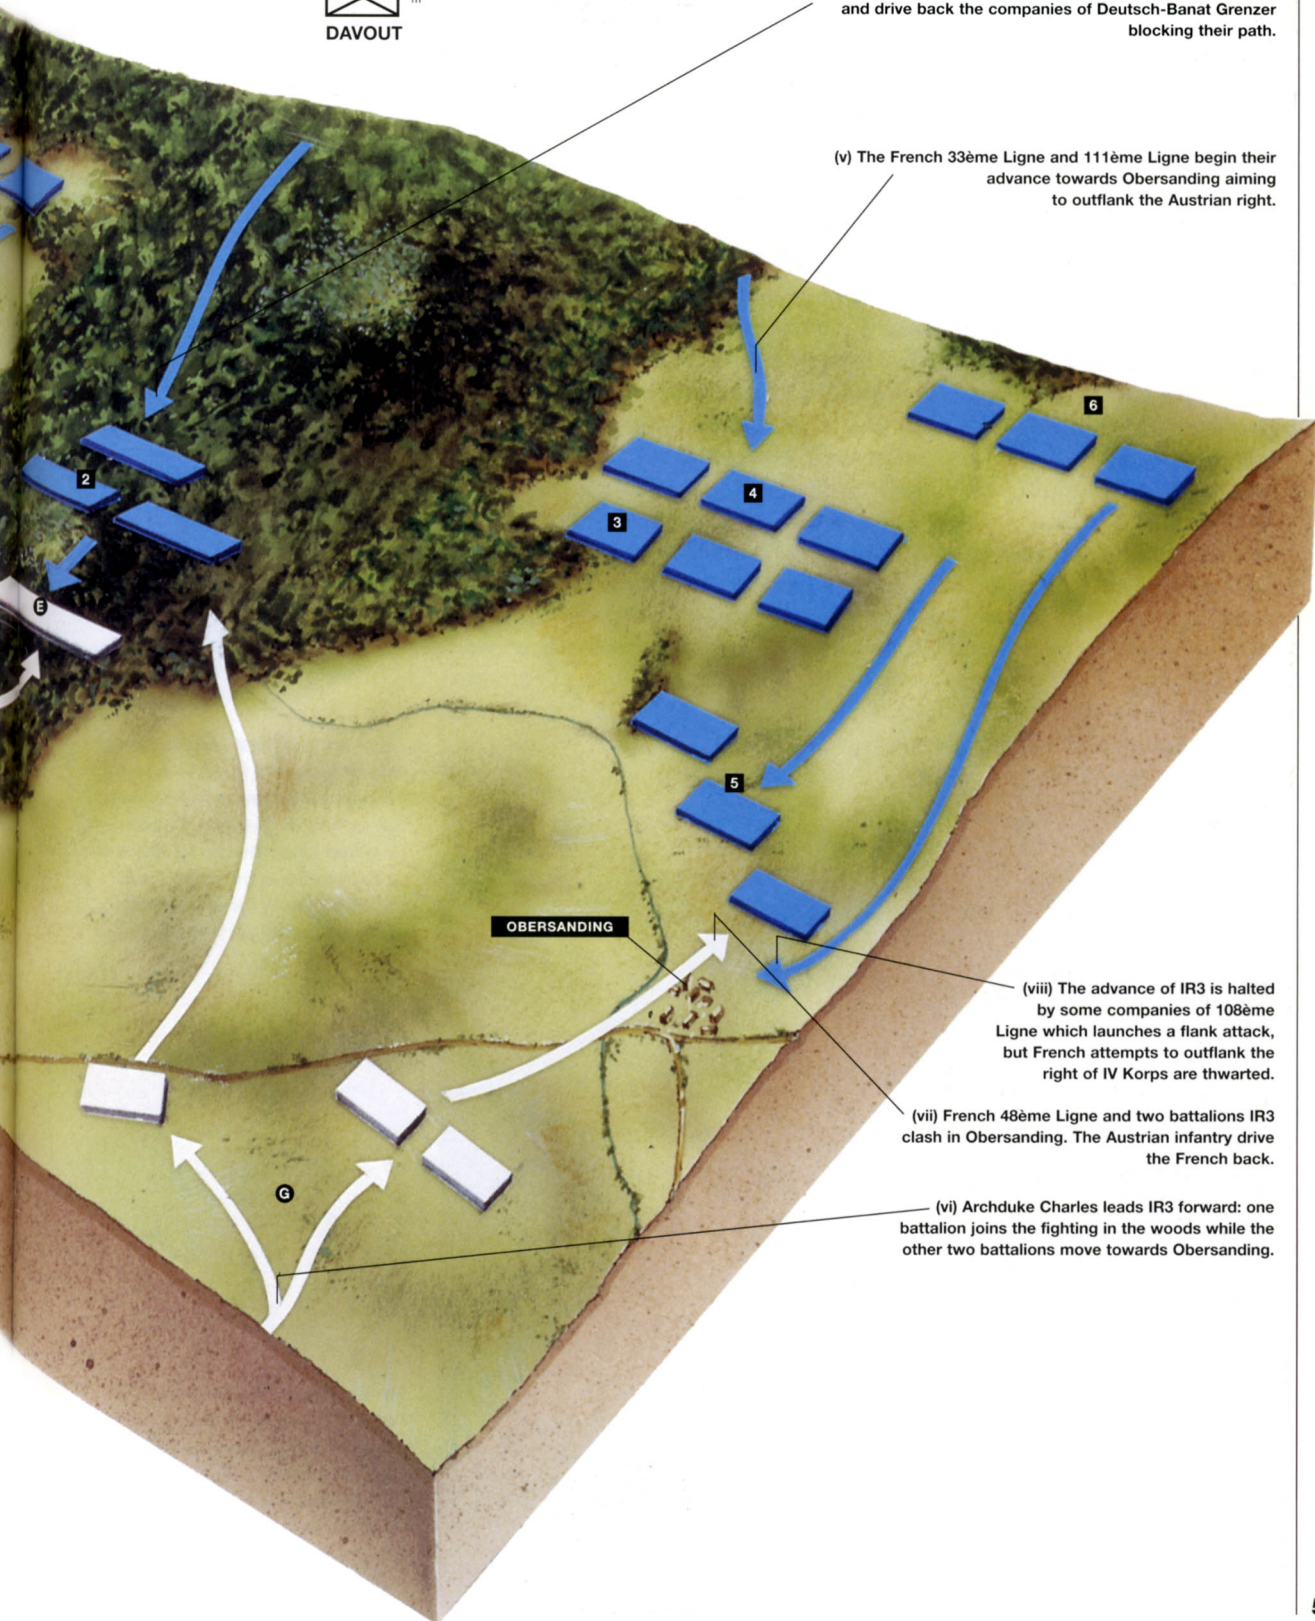 III
DAVOUT
and drive back the companies of Deutsch-Banat Grenzer
blocking their path.
(v) The French 33ème Ligne and 111ème Ligne begin their
advance towards Obersanding aiming
to outflank the Austrian right.
6
2
4
3
E
5
OBERSANDING
(viii) The advance of IR3 is halted
by some companies of 108ème
Ligne which launches a flank attack,
but French attempts to outflank the
right of IV Korps are thwarted.
(vii) French 48ème Ligne and two battalions IR3
clash in Obersanding. The Austrian infantry drive
the French back.
G
(vi) Archduke Charles leads IR3 forward: one
battalion joins the fighting in the woods while the
other two battalions move towards Obersanding.